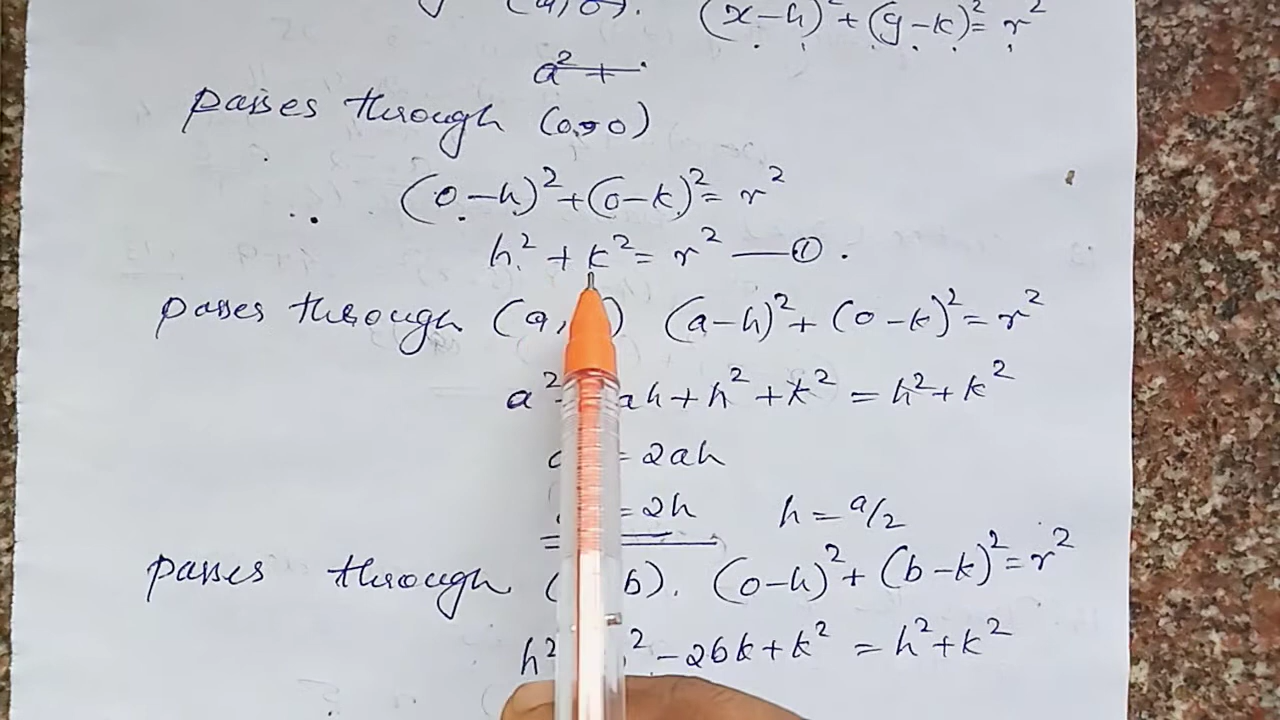 (x-h)²+(y-k)²= r²
a² +
passes through (0,0)
(0-h)²+(0-k)²= r²
h² + k² = r² — ①.
passes through (a, ) (a-h)²+ (0-k)² = r²
a² ah + h² + k² = h² + k²
= 2ah
= 2h h = a/2
passes through ( b). (0-h)²+ (b-k)² = r²
h² ² - 2bk + k² = h² + k²